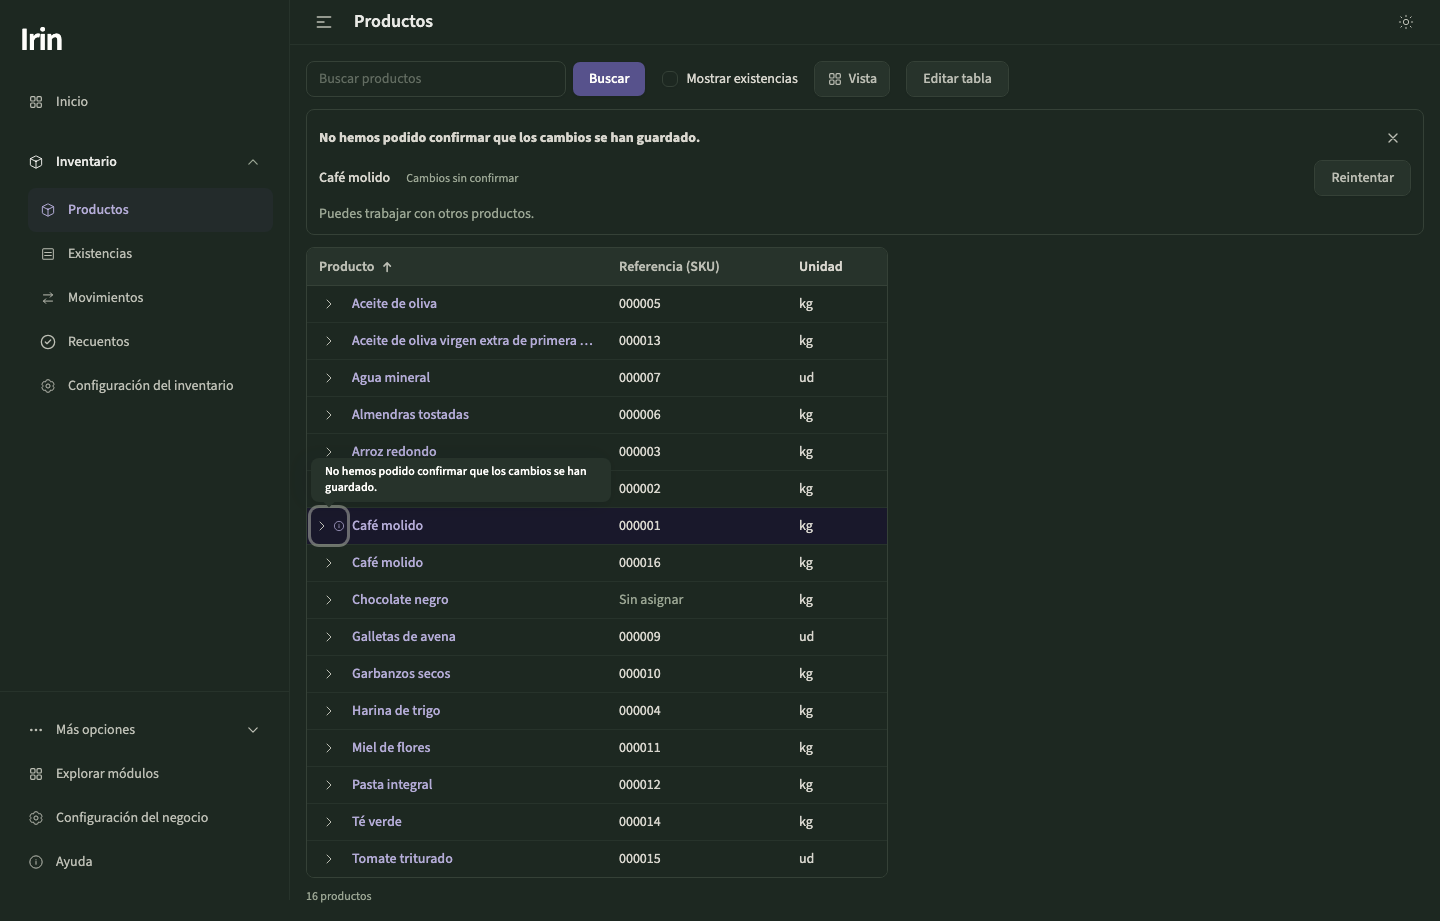 Irin
Productos
Inicio
Inventario
Productos
Existencias
Movimientos
Recuentos
Configuración del inventario
Más opciones
Explorar módulos
Configuración del negocio
Ayuda
Buscar productos
Buscar
Mostrar existencias
Vista
Editar tabla
No hemos podido confirmar que los cambios se han guardado.
Café molido Cambios sin confirmar
Reintentar
Puedes trabajar con otros productos.
Producto Referencia (SKU) Unidad
Aceite de oliva 000005 kg
Aceite de oliva virgen extra de primera ... 000013 kg
Agua mineral 000007 ud
Almendras tostadas 000006 kg
Arroz redondo 000003 kg
No hemos podido confirmar que los cambios se han
guardado.
000002 kg
Café molido 000001 kg
Café molido 000016 kg
Chocolate negro Sin asignar kg
Galletas de avena 000009 ud
Garbanzos secos 000010 kg
Harina de trigo 000004 kg
Miel de flores 000011 kg
Pasta integral 000012 kg
Té verde 000014 kg
Tomate triturado 000015 ud
16 productos